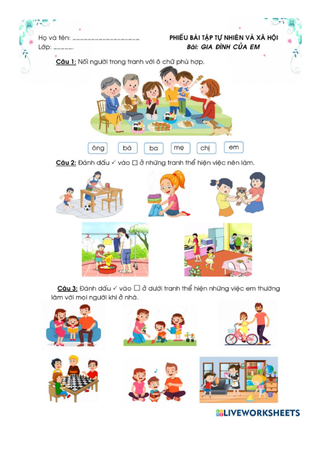 Họ và tên: ................................................
Lớp: ..............
PHIẾU BÀI TẬP TỰ NHIÊN VÀ XÃ HỘI
Bài: GIA ĐÌNH CỦA EM
Câu 1: Nối người trong tranh với ô chữ phù hợp.
ông bà ba mẹ chị em
Câu 2: Đánh dấu ✓ vào □ ở những tranh thể hiện việc nên làm.
Câu 3: Đánh dấu ✓ vào □ ở dưới tranh thể hiện những việc em thường
làm với mọi người khi ở nhà.
LIVEWORKSHEETS